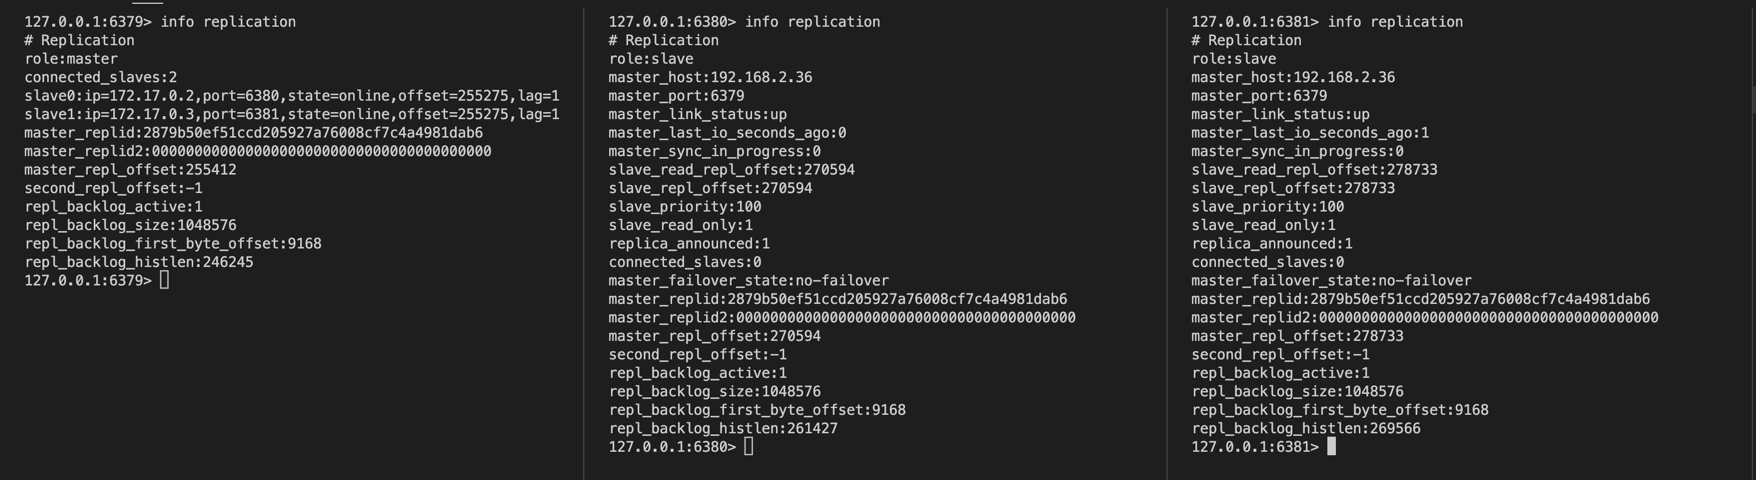 127.0.0.1:6379> info replication
# Replication
role:master
connected_slaves:2
slave0:ip=172.17.0.2,port=6380,state=online,offset=255275,lag=1
slave1:ip=172.17.0.3,port=6381,state=online,offset=255275,lag=1
master_replid:2879b50ef51ccd205927a76008cf7c4a4981dab6
master_replid2:0000000000000000000000000000000000000000
master_repl_offset:255412
second_repl_offset:-1
repl_backlog_active:1
repl_backlog_size:1048576
repl_backlog_first_byte_offset:9168
repl_backlog_histlen:246245
127.0.0.1:6379>
127.0.0.1:6380> info replication
# Replication
role:slave
master_host:192.168.2.36
master_port:6379
master_link_status:up
master_last_io_seconds_ago:0
master_sync_in_progress:0
slave_read_repl_offset:270594
slave_repl_offset:270594
slave_priority:100
slave_read_only:1
replica_announced:1
connected_slaves:0
master_failover_state:no-failover
master_replid:2879b50ef51ccd205927a76008cf7c4a4981dab6
master_replid2:0000000000000000000000000000000000000000
master_repl_offset:270594
second_repl_offset:-1
repl_backlog_active:1
repl_backlog_size:1048576
repl_backlog_first_byte_offset:9168
repl_backlog_histlen:261427
127.0.0.1:6380>
127.0.0.1:6381> info replication
# Replication
role:slave
master_host:192.168.2.36
master_port:6379
master_link_status:up
master_last_io_seconds_ago:1
master_sync_in_progress:0
slave_read_repl_offset:278733
slave_repl_offset:278733
slave_priority:100
slave_read_only:1
replica_announced:1
connected_slaves:0
master_failover_state:no-failover
master_replid:2879b50ef51ccd205927a76008cf7c4a4981dab6
master_replid2:0000000000000000000000000000000000000000
master_repl_offset:278733
second_repl_offset:-1
repl_backlog_active:1
repl_backlog_size:1048576
repl_backlog_first_byte_offset:9168
repl_backlog_histlen:269566
127.0.0.1:6381>